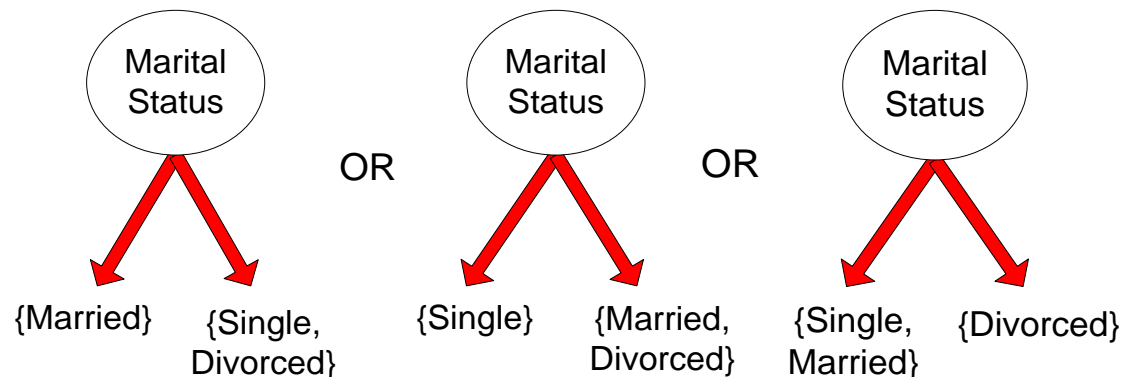 Marital
Status
OR
Marital
Status
OR
Marital
Status
{Married}
{Single,
Divorced}
{Single}
{Married,
Divorced}
{Single,
Married}
{Divorced}